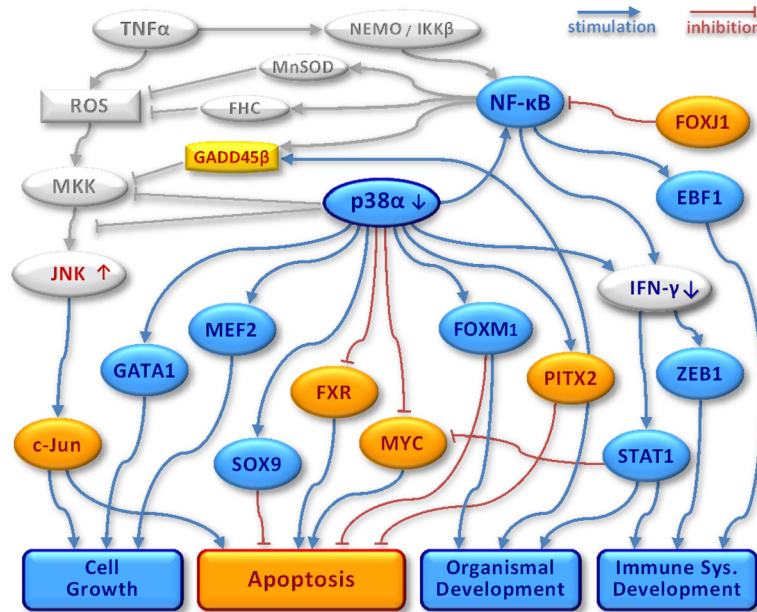 TNFα
NEMO / IKKβ
stimulation
inhibition
MnSOD
ROS
FHC
NF-κB
FOXJ1
GADD45β
MKK
p38α ↓
EBF1
JNK ↑
IFN-γ ↓
MEF2
FOXM1
GATA1
FXR
PITX2
ZEB1
c-Jun
MYC
SOX9
STAT1
Cell
Growth
Apoptosis
Organismal
Development
Immune Sys.
Development